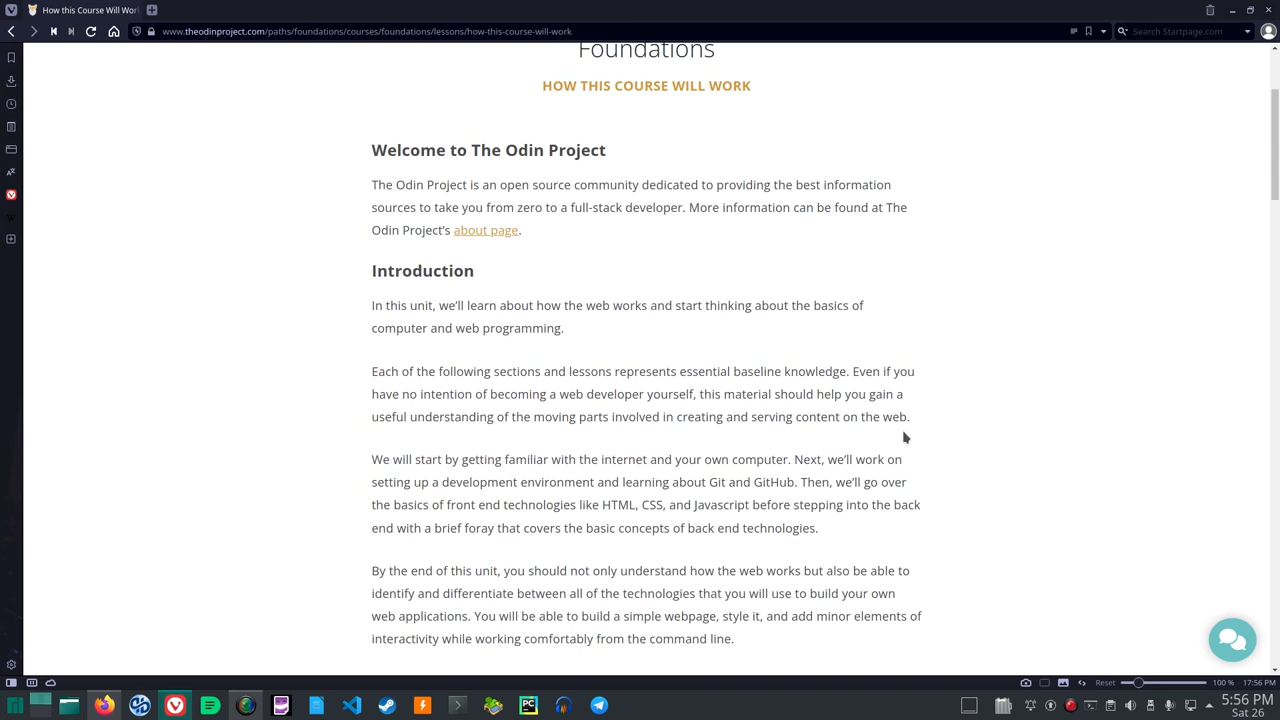 How this Course Will Wor
www.theodinproject.com/paths/foundations/courses/foundations/lessons/how-this-course-will-work
Search Startpage.com
Foundations
HOW THIS COURSE WILL WORK
Welcome to The Odin Project
The Odin Project is an open source community dedicated to providing the best information
sources to take you from zero to a full-stack developer. More information can be found at The
Odin Project’s about page.
Introduction
In this unit, we’ll learn about how the web works and start thinking about the basics of
computer and web programming.
Each of the following sections and lessons represents essential baseline knowledge. Even if you
have no intention of becoming a web developer yourself, this material should help you gain a
useful understanding of the moving parts involved in creating and serving content on the web.
We will start by getting familiar with the internet and your own computer. Next, we’ll work on
setting up a development environment and learning about Git and GitHub. Then, we’ll go over
the basics of front end technologies like HTML, CSS, and Javascript before stepping into the back
end with a brief foray that covers the basic concepts of back end technologies.
By the end of this unit, you should not only understand how the web works but also be able to
identify and differentiate between all of the technologies that you will use to build your own
web applications. You will be able to build a simple webpage, style it, and add minor elements of
interactivity while working comfortably from the command line.
Reset
100 %
17:56 PM
PC
5:56 PM
Sat 26